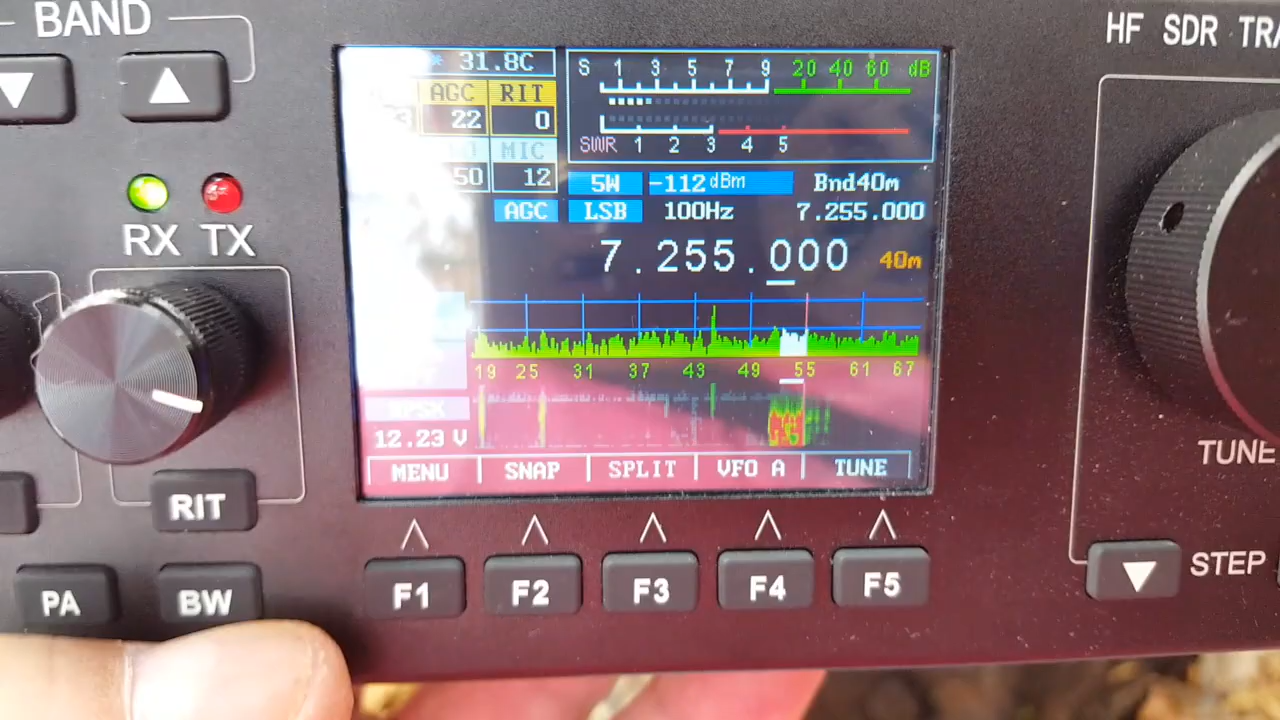 BAND
HF SDR TRA
* 31.8C
S 1 3 5 7 9 20 40 60 dB
AGC RIT
22 0
SWR 1 2 3 4 5
MIC
50 12
5W -112dBm Bnd40m
AGC LSB 100Hz 7.255.000
7.255.000 40m
RX TX
19 25 31 37 43 49 55 61 67
12.23 V
MENU SNAP SPLIT VFO A TUNE
TUNE
RIT
STEP
PA BW F1 F2 F3 F4 F5